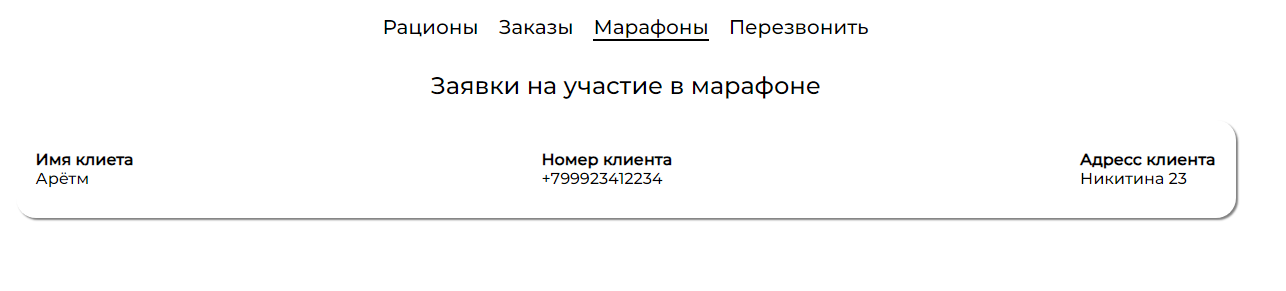 Рационы Заказы Марафоны Перезвонить
Заявки на участие в марафоне
Имя клиета Номер клиента Адресс клиента
Арётм +799923412234 Никитина 23